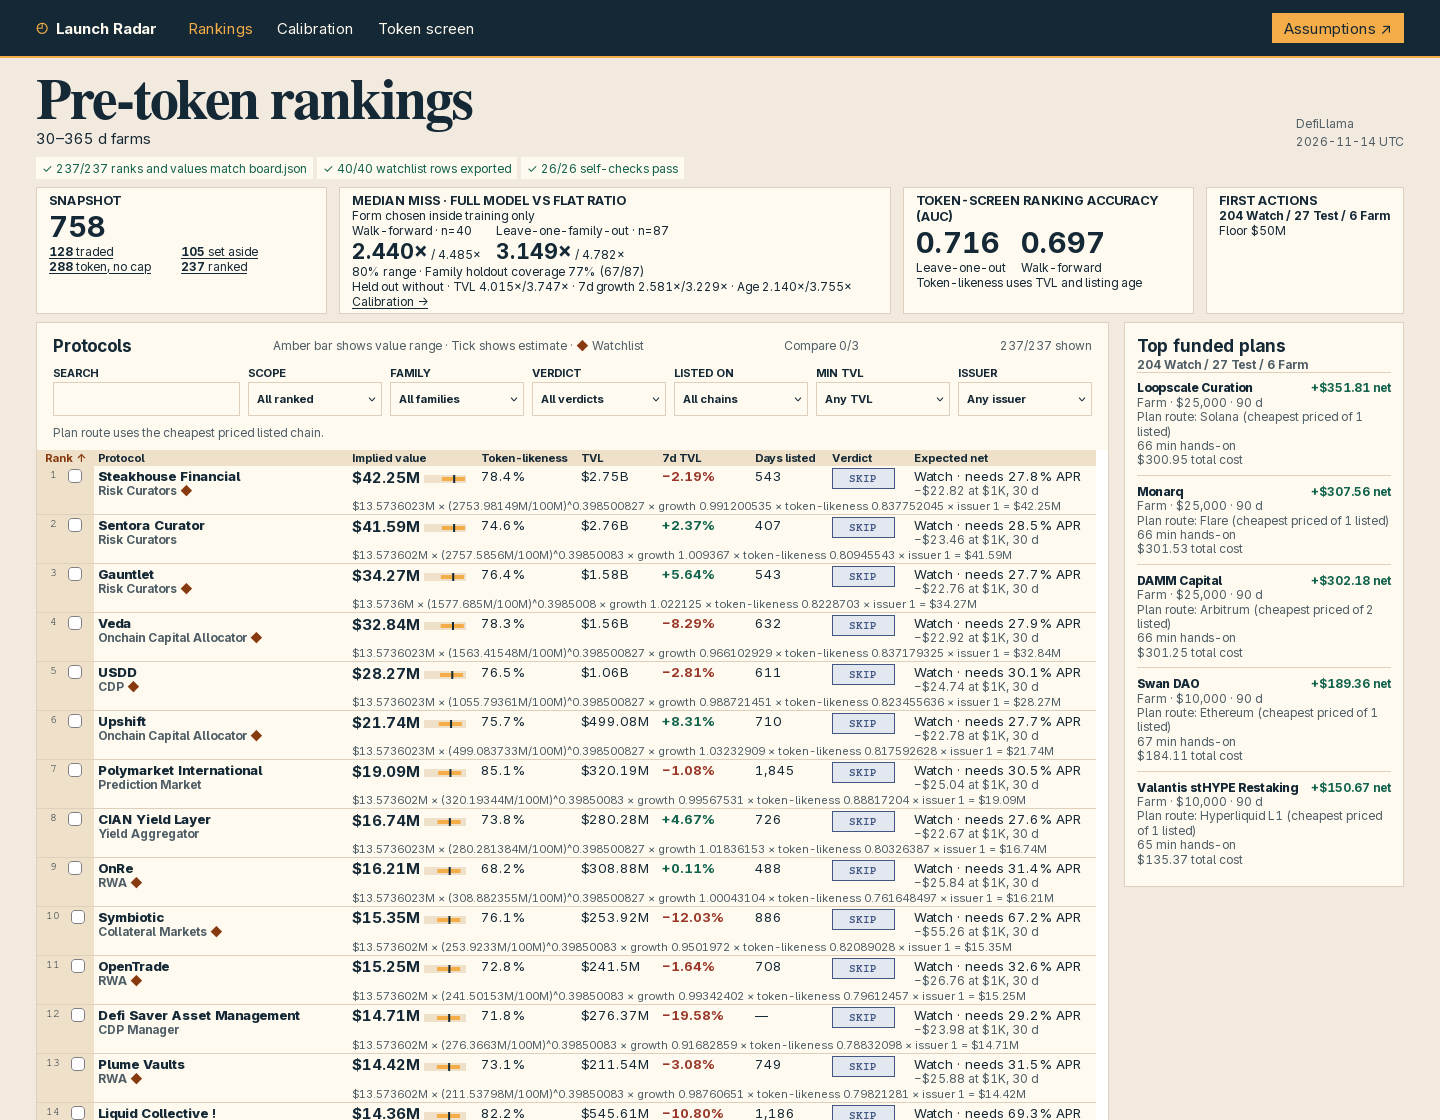 Launch Radar
Rankings
Calibration
Token screen
Assumptions ↗
Pre-token rankings
30–365 d farms
DefiLlama
2026-11-14 UTC
✓ 237/237 ranks and values match board.json
✓ 40/40 watchlist rows exported
✓ 26/26 self-checks pass
SNAPSHOT
758
128 traded
105 set aside
288 token, no cap
237 ranked
MEDIAN MISS · FULL MODEL VS FLAT RATIO
Form chosen inside training only
Walk-forward · n=40
Leave-one-family-out · n=87
2.440× / 4.485×
3.149× / 4.782×
80% range · Family holdout coverage 77% (67/87)
Held out without · TVL 4.015×/3.747× · 7d growth 2.581×/3.229× · Age 2.140×/3.755×
Calibration →
TOKEN-SCREEN RANKING ACCURACY (AUC)
0.716
0.697
Leave-one-out
Walk-forward
Token-likeness uses TVL and listing age
FIRST ACTIONS
204 Watch / 27 Test / 6 Farm
Floor $50M
Protocols
Amber bar shows value range · Tick shows estimate · ◆ Watchlist
Compare 0/3
237/237 shown
SEARCH
SCOPE
FAMILY
VERDICT
LISTED ON
MIN TVL
ISSUER
All ranked
All families
All verdicts
All chains
Any TVL
Any issuer
Plan route uses the cheapest priced listed chain.
Rank ↑ Protocol Implied value Token-likeness TVL 7d TVL Days listed Verdict Expected net
1 Steakhouse Financial $42.25M 78.4% $2.75B −2.19% 543 SKIP Watch · needs 27.8% APR
Risk Curators ◆ −$22.82 at $1K, 30 d
$13.5736023M × (2753.98149M/100M)^0.398500827 × growth 0.991200535 × token-likeness 0.837752045 × issuer 1 = $42.25M
2 Sentora Curator $41.59M 74.6% $2.76B +2.37% 407 SKIP Watch · needs 28.5% APR
Risk Curators −$23.46 at $1K, 30 d
$13.573602M × (2757.5856M/100M)^0.39850083 × growth 1.009367 × token-likeness 0.80945543 × issuer 1 = $41.59M
3 Gauntlet $34.27M 76.4% $1.58B +5.64% 543 SKIP Watch · needs 27.7% APR
Risk Curators ◆ −$22.76 at $1K, 30 d
$13.5736M × (1577.685M/100M)^0.3985008 × growth 1.022125 × token-likeness 0.8228703 × issuer 1 = $34.27M
4 Veda $32.84M 78.3% $1.56B −8.29% 632 SKIP Watch · needs 27.9% APR
Onchain Capital Allocator ◆ −$22.92 at $1K, 30 d
$13.5736023M × (1563.41548M/100M)^0.398500827 × growth 0.966102929 × token-likeness 0.837179325 × issuer 1 = $32.84M
5 USDD $28.27M 76.5% $1.06B −2.81% 611 SKIP Watch · needs 30.1% APR
CDP ◆ −$24.74 at $1K, 30 d
$13.5736023M × (1055.79361M/100M)^0.398500827 × growth 0.988721451 × token-likeness 0.823455636 × issuer 1 = $28.27M
6 Upshift $21.74M 75.7% $499.08M +8.31% 710 SKIP Watch · needs 27.7% APR
Onchain Capital Allocator ◆ −$22.78 at $1K, 30 d
$13.5736023M × (499.083733M/100M)^0.398500827 × growth 1.03232909 × token-likeness 0.817592628 × issuer 1 = $21.74M
7 Polymarket International $19.09M 85.1% $320.19M −1.08% 1,845 SKIP Watch · needs 30.5% APR
Prediction Market −$25.04 at $1K, 30 d
$13.573602M × (320.19344M/100M)^0.39850083 × growth 0.99567531 × token-likeness 0.88817204 × issuer 1 = $19.09M
8 CIAN Yield Layer $16.74M 73.8% $280.28M +4.67% 726 SKIP Watch · needs 27.6% APR
Yield Aggregator −$22.67 at $1K, 30 d
$13.5736023M × (280.281384M/100M)^0.398500827 × growth 1.01836153 × token-likeness 0.80326387 × issuer 1 = $16.74M
9 OnRe $16.21M 68.2% $308.88M +0.11% 488 SKIP Watch · needs 31.4% APR
RWA ◆ −$25.84 at $1K, 30 d
$13.5736023M × (308.882355M/100M)^0.398500827 × growth 1.00043104 × token-likeness 0.761648497 × issuer 1 = $16.21M
10 Symbiotic $15.35M 76.1% $253.92M −12.03% 886 SKIP Watch · needs 67.2% APR
Collateral Markets ◆ −$55.26 at $1K, 30 d
$13.573602M × (253.9233M/100M)^0.39850083 × growth 0.9501972 × token-likeness 0.82089028 × issuer 1 = $15.35M
11 OpenTrade $15.25M 72.8% $241.5M −1.64% 708 SKIP Watch · needs 32.6% APR
RWA ◆ −$26.76 at $1K, 30 d
$13.573602M × (241.50153M/100M)^0.39850083 × growth 0.99342402 × token-likeness 0.79612457 × issuer 1 = $15.25M
12 Defi Saver Asset Management $14.71M 71.8% $276.37M −19.58% — SKIP Watch · needs 29.2% APR
CDP Manager −$23.98 at $1K, 30 d
$13.573602M × (276.3663M/100M)^0.39850083 × growth 0.91682859 × token-likeness 0.78832098 × issuer 1 = $14.71M
13 Plume Vaults $14.42M 73.1% $211.54M −3.08% 749 SKIP Watch · needs 31.5% APR
RWA ◆ −$25.88 at $1K, 30 d
$13.573602M × (211.53798M/100M)^0.39850083 × growth 0.98760651 × token-likeness 0.79821281 × issuer 1 = $14.42M
14 Liquid Collective ! $14.36M 82.2% $545.61M −10.80% 1,186 SKIP Watch · needs 69.3% APR
Top funded plans
204 Watch / 27 Test / 6 Farm
Loopscale Curation +$351.81 net
Farm · $25,000 · 90 d
Plan route: Solana (cheapest priced of 1
listed)
66 min hands-on
$300.95 total cost
Monarq +$307.56 net
Farm · $25,000 · 90 d
Plan route: Flare (cheapest priced of 1 listed)
66 min hands-on
$301.53 total cost
DAMM Capital +$302.18 net
Farm · $25,000 · 90 d
Plan route: Arbitrum (cheapest priced of 2
listed)
66 min hands-on
$301.25 total cost
Swan DAO +$189.36 net
Farm · $10,000 · 90 d
Plan route: Ethereum (cheapest priced of 1
listed)
67 min hands-on
$184.11 total cost
Valantis stHYPE Restaking +$150.67 net
Farm · $10,000 · 90 d
Plan route: Hyperliquid L1 (cheapest priced
of 1 listed)
65 min hands-on
$135.37 total cost